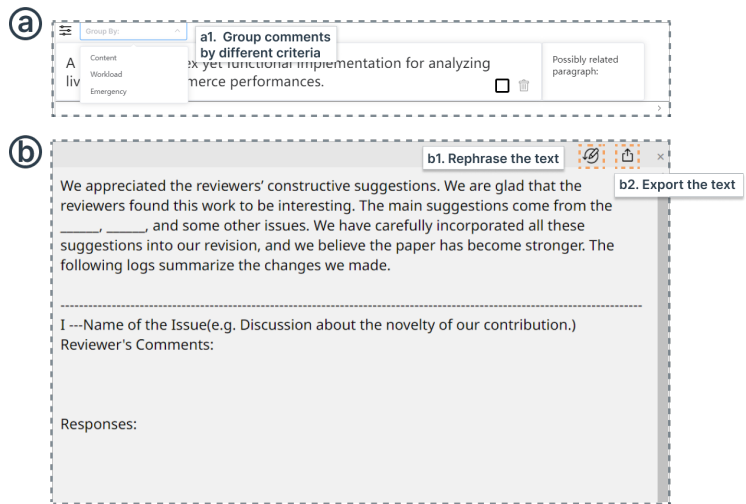 a
Group By:
a1. Group comments
by different criteria
Content
Workload
Emergency
A ex yet functional implementation for analyzing
liv merce performances.
Possibly related
paragraph:
b
b1. Rephrase the text
b2. Export the text
We appreciated the reviewers’ constructive suggestions. We are glad that the
reviewers found this work to be interesting. The main suggestions come from the
______, ______, and some other issues. We have carefully incorporated all these
suggestions into our revision, and we believe the paper has become stronger. The
following logs summarize the changes we made.
--------------------------------------------------------------------------------------------------------------------------------
I ---Name of the Issue(e.g. Discussion about the novelty of our contribution.)
Reviewer's Comments:
Responses: